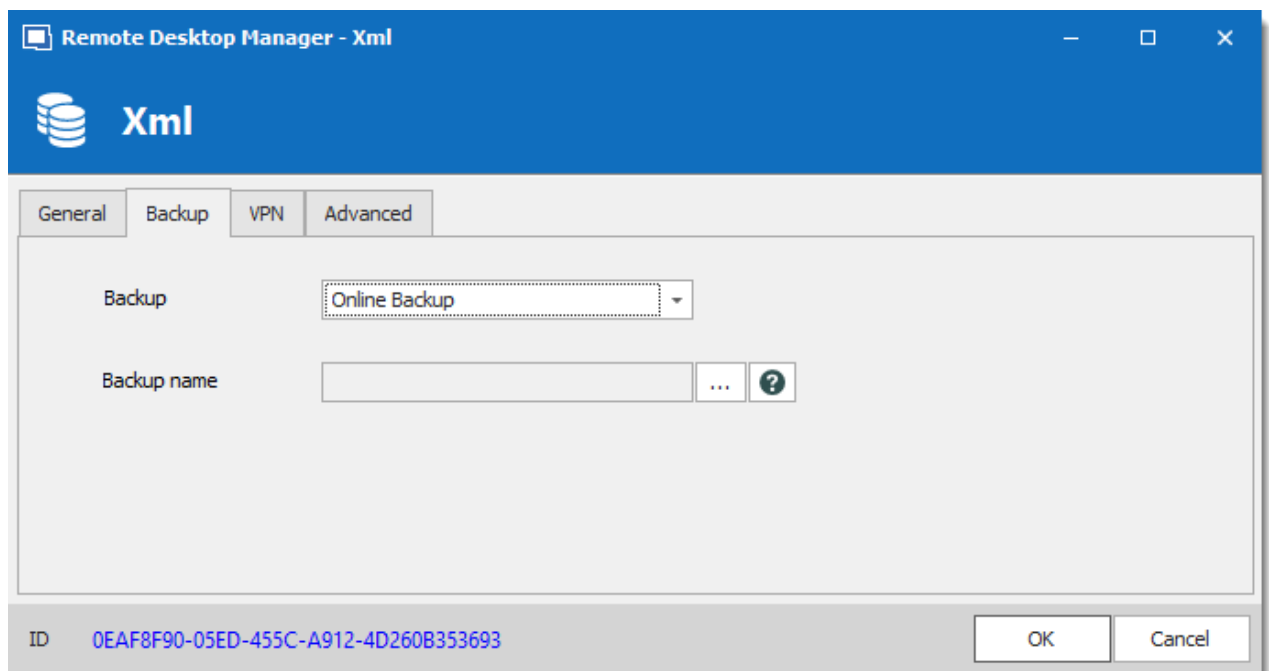 Remote Desktop Manager - Xml
Xml
General Backup VPN Advanced
Backup Online Backup
Backup name ... ?
ID 0EAF8F90-05ED-455C-A912-4D260B353693 OK Cancel